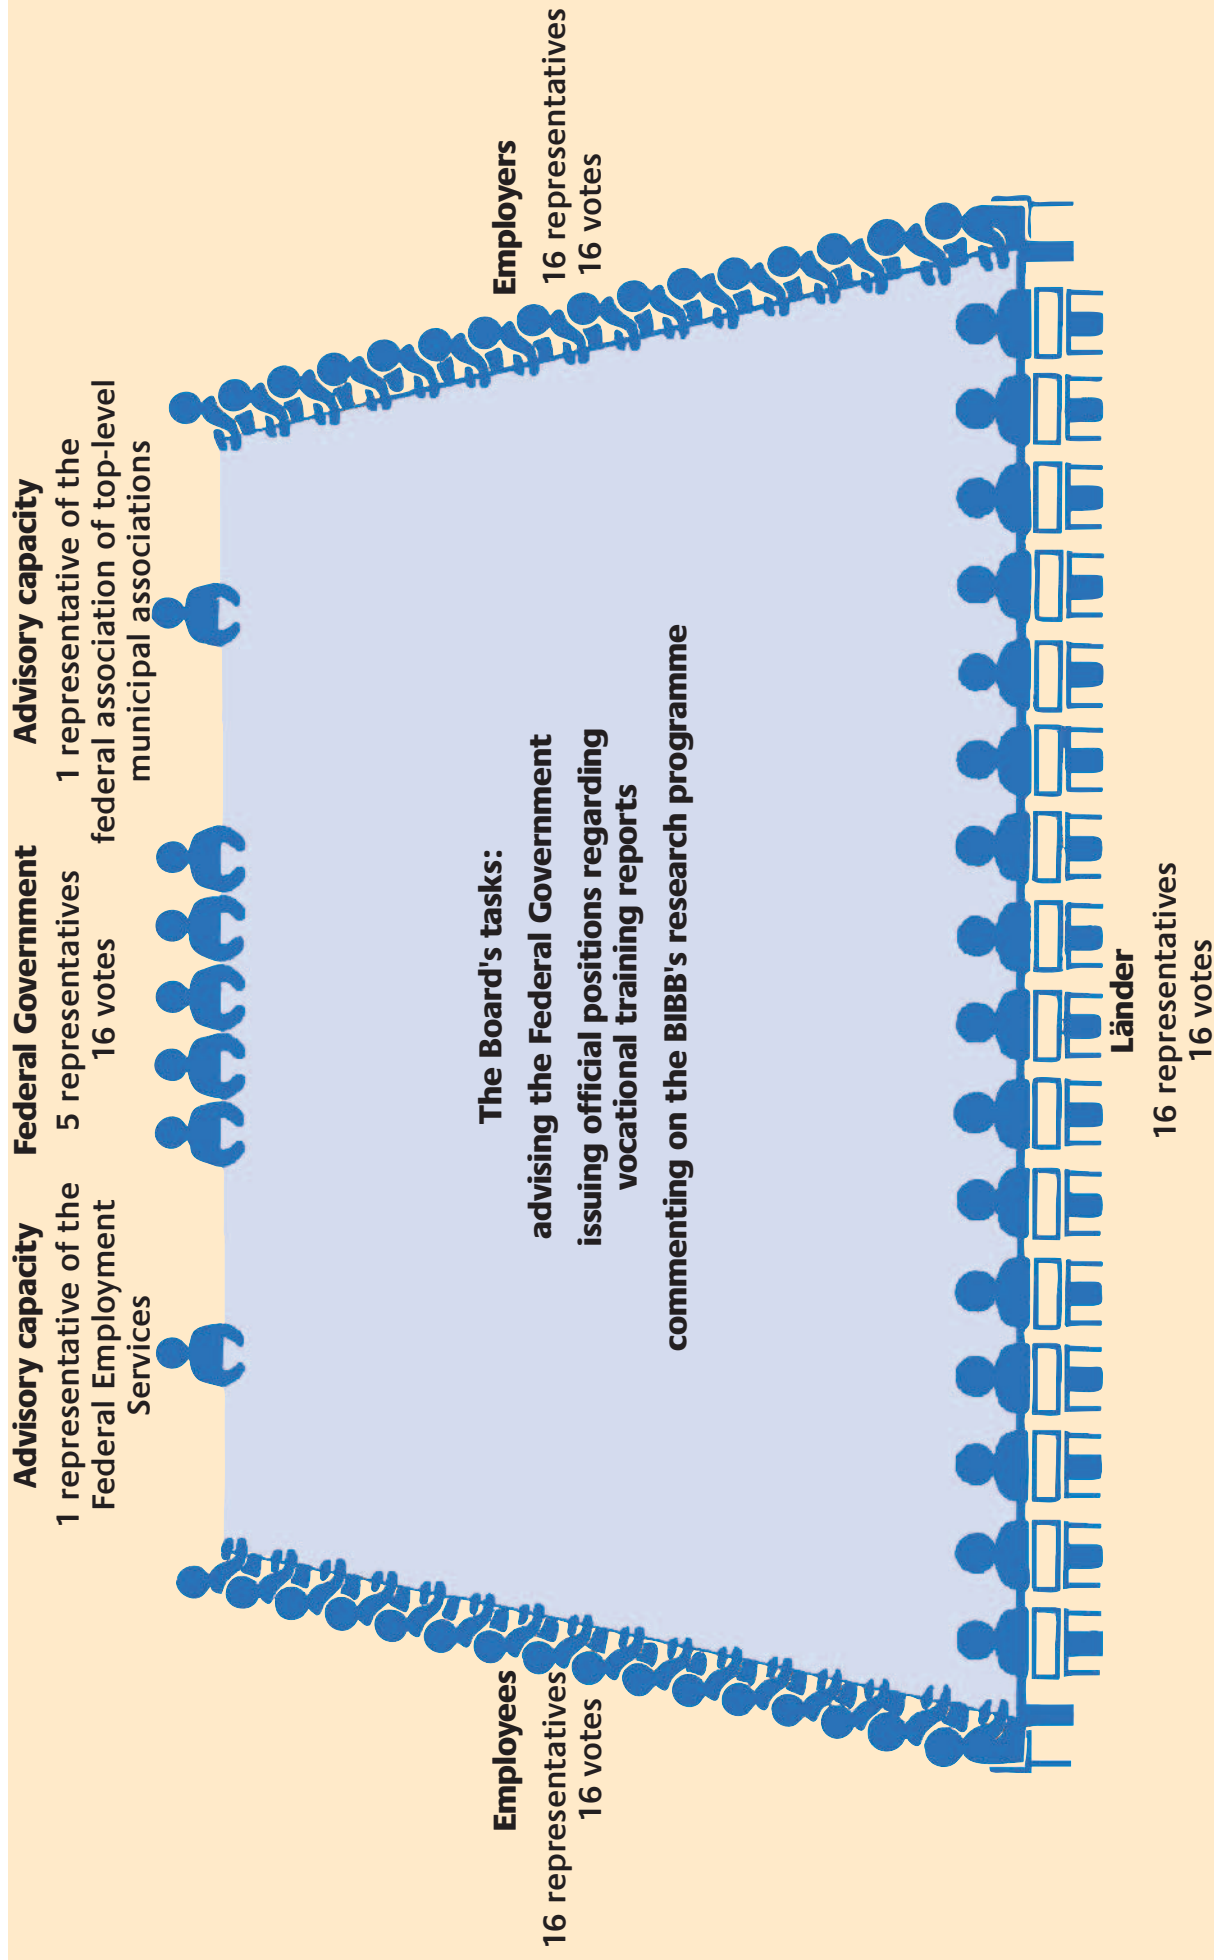 Advisory capacity
1 representative of the
Federal Employment
Services
Federal Government
5 representatives
16 votes
Advisory capacity
1 representative of the
federal association of top-level
municipal associations
Employees
16 representatives
16 votes
The Board's tasks:
advising the Federal Government
issuing official positions regarding
vocational training reports
commenting on the BIBB's research programme
Employers
16 representatives
16 votes
Länder
16 representatives
16 votes